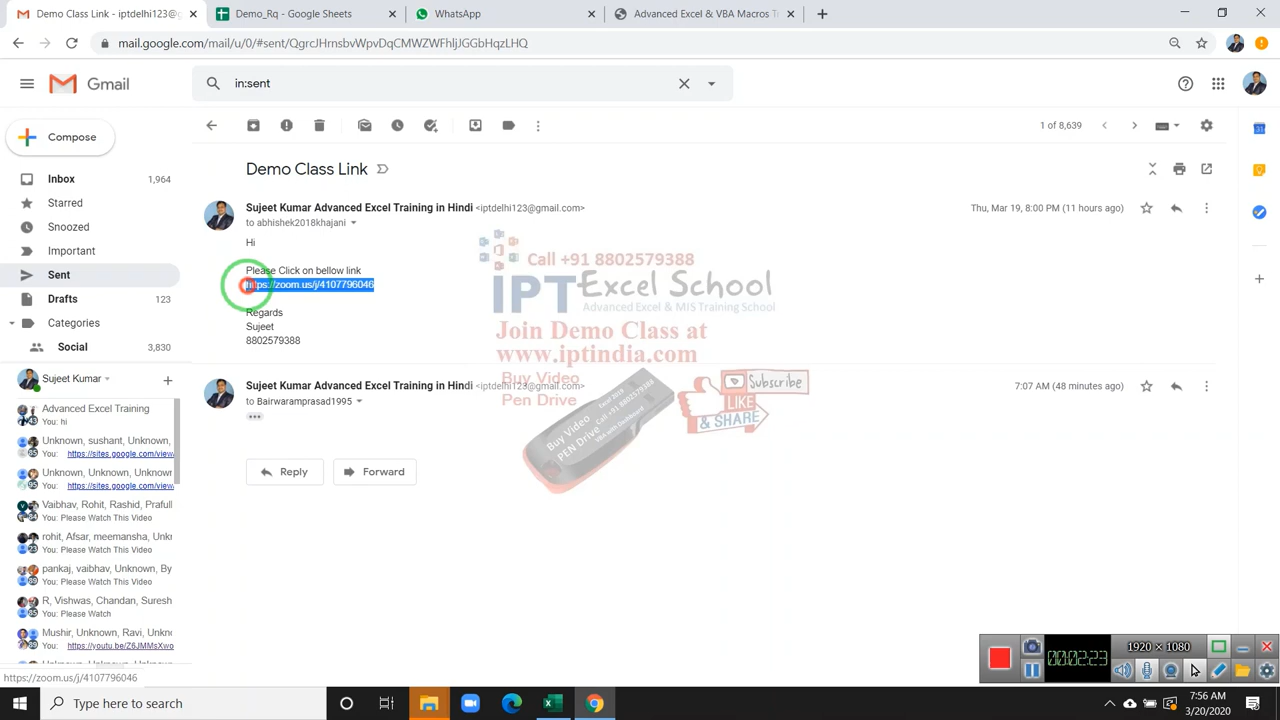 Demo Class Link - iptdelhi123@g
Demo_Rq - Google Sheets
WhatsApp
Advanced Excel & VBA Macros T
mail.google.com/mail/u/0/#sent/QgrcJHrnsbvWpvDqCMWZWFhljJGGbHqzLHQ
Gmail
in:sent
Compose
1 of 8,639
Inbox 1,964
Starred
Snoozed
Important
Sent
Drafts 123
Categories
Social 3,830
Demo Class Link
Sujeet Kumar Advanced Excel Training in Hindi <iptdelhi123@gmail.com>
Thu, Mar 19, 8:00 PM (11 hours ago)
to abhishek2018khajani
Hi
Please Click on bellow link
https://zoom.us/j/4107796046
Regards
Sujeet
8802579388
Call +91 8802579388
IPT Excel School
Advanced Excel & MIS Training School
Join Demo Class at
www.iptindia.com
Buy Video
Pen Drive
Subscribe
LIKE
& SHARE
Sujeet Kumar Advanced Excel Training in Hindi <iptdelhi123@gmail.com>
7:07 AM (48 minutes ago)
to Bairwaramprasad1995
Reply
Forward
Sujeet Kumar
Advanced Excel Training
You: hi
Unknown, sushant, Unknown,
You: https://sites.google.com/view
Unknown, Unknown, Unknown
You: https://sites.google.com/view
Vaibhav, Rohit, Rashid, Prafull
You: Please Watch This Video
rohit, Afsar, meemansha, Unkr
You: Please Watch This Video
pankaj, vaibhav, Unknown, By
You: Please Watch This Video
R, Vishwas, Chandan, Suresh
You: Please Watch
Mushir, Unknown, Ravi, Unkn
You: https://youtu.be/Z6JMMsXwo
https://zoom.us/j/4107796046
1920 × 1080
00:02:23
Type here to search
7:56 AM
3/20/2020